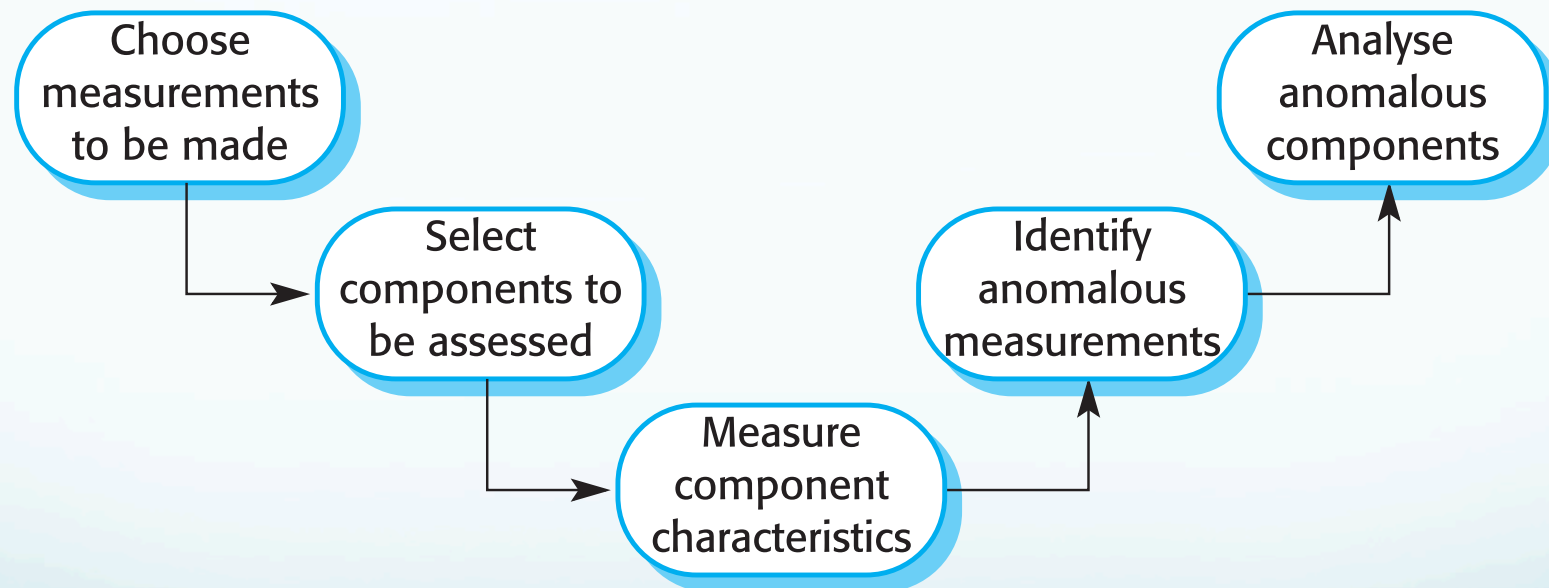 Choose
measurements
to be made
Select
components to
be assessed
Measure
component
characteristics
Identify
anomalous
measurements
Analyse
anomalous
components